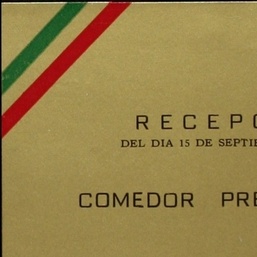 RECEPC
DEL DIA 15 DE SEPTIE
COMEDOR PRE